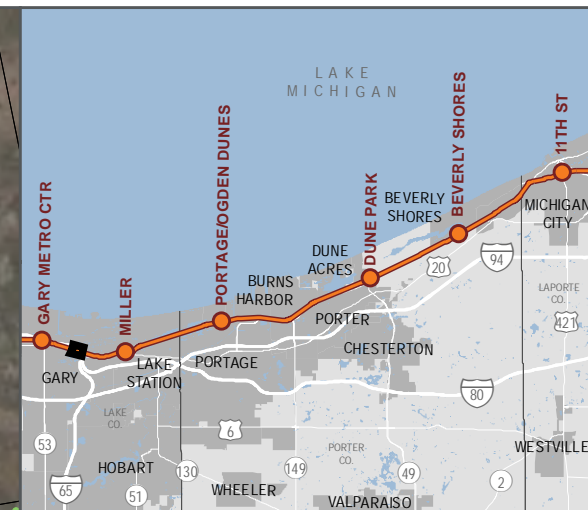 LAKE
MICHIGAN
GARY METRO CTR
MILLER
PORTAGE/OGDEN DUNES
DUNE PARK
BEVERLY SHORES
11TH ST
BEVERLY
SHORES
MICHIGAN
CITY
DUNE
ACRES
20
94
BURNS
HARBOR
LAPORTE
CO.
421
PORTER
CHESTERTON
LAKE
STATION
PORTAGE
GARY
80
LAKE
CO.
6
53
PORTER
CO.
WESTVILLE
HOBART
130
149
49
2
65
51
WHEELER
VALPARAISO